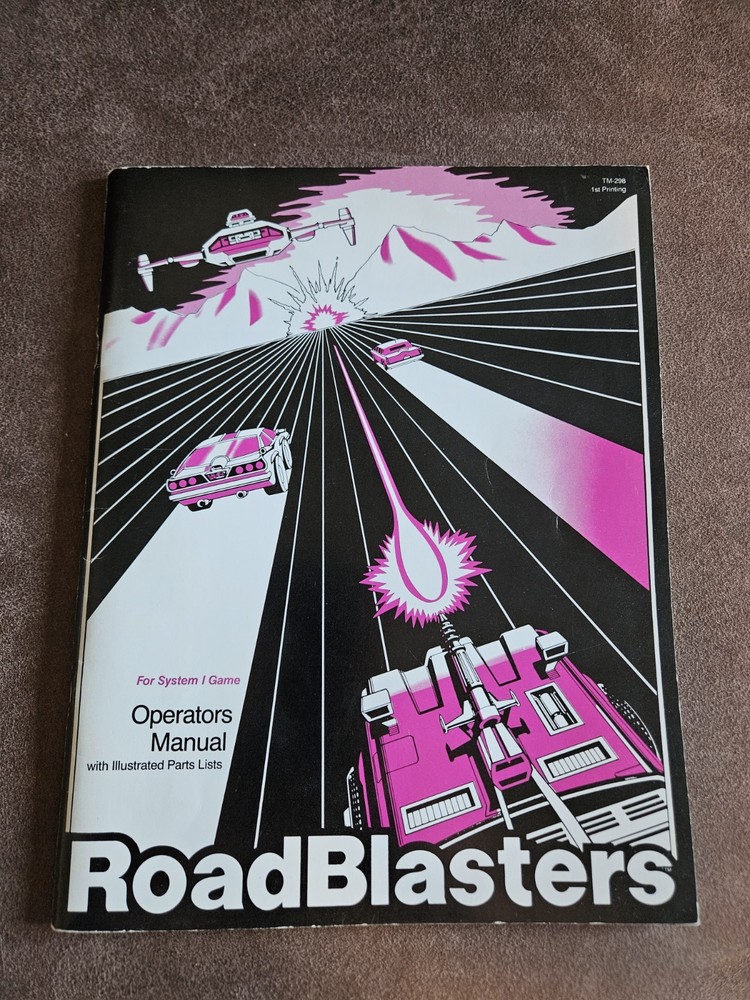 TM-298
1st Printing
For System I Game
Operators
Manual
with Illustrated Parts Lists
RoadBlasters